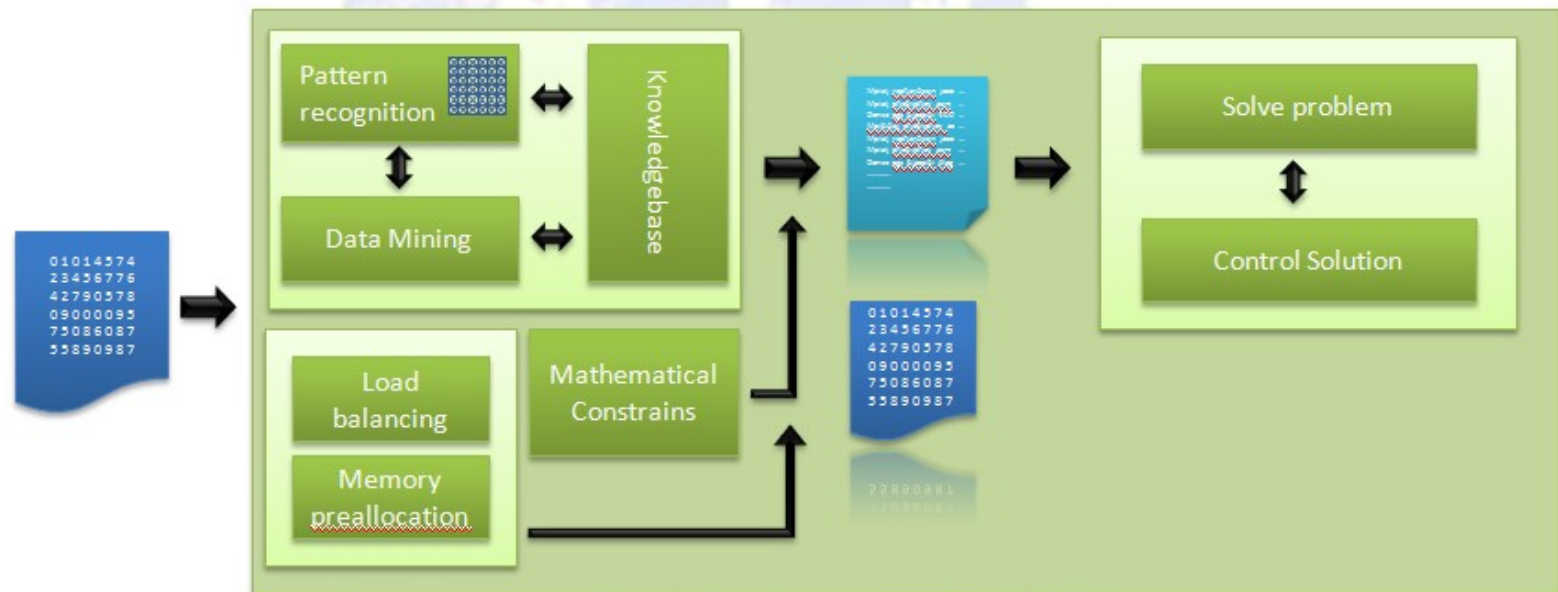 01014574
23456776
42790578
09000095
75086087
55890987
Pattern
recognition
Data Mining
Knowledgebase
Load
balancing
Memory
preallocation
Mathematical
Constrains
01014574
23456776
42790578
09000095
75086087
55890987
Solve problem
Control Solution